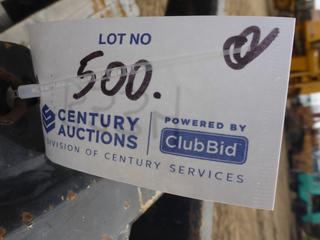 LOT NO
500.
CENTURY
AUCTIONS
DIVISION OF CENTURY SERVICES
POWERED BY
ClubBid